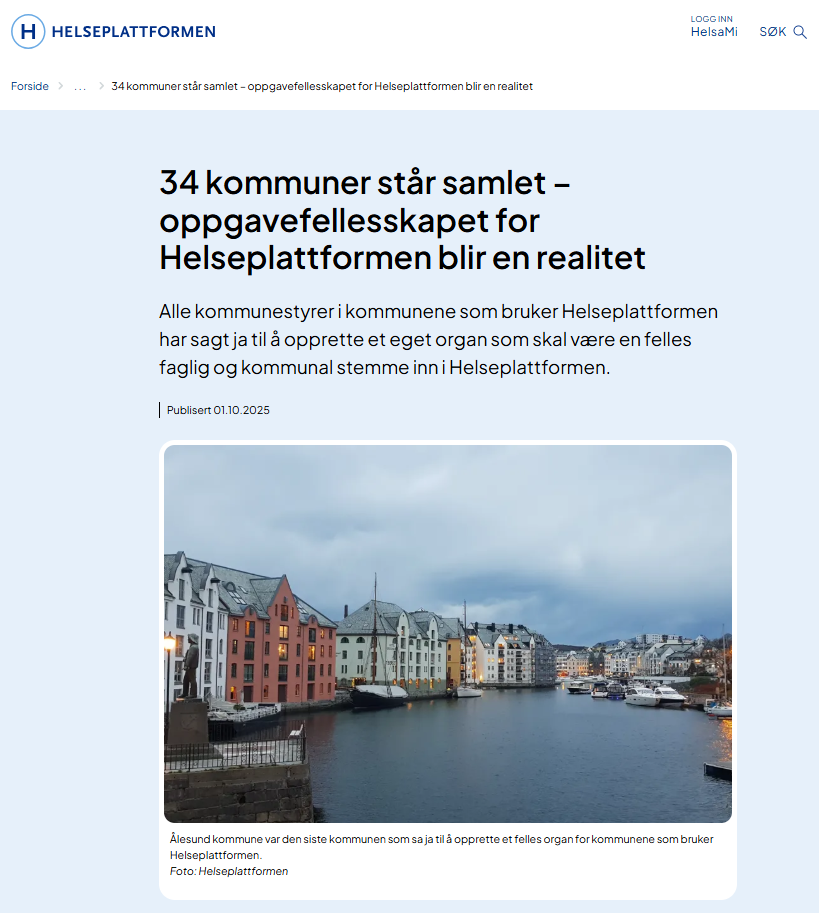 H HELSEPLATTFORMEN
LOGG INN
HelsaMi
SØK
Forside > ... > 34 kommuner står samlet – oppgavefellesskapet for Helseplattformen blir en realitet
34 kommuner står samlet –
oppgavefellesskapet for
Helseplattformen blir en realitet
Alle kommunestyrer i kommunene som bruker Helseplattformen
har sagt ja til å opprette et eget organ som skal være en felles
faglig og kommunal stemme inn i Helseplattformen.
Publisert 01.10.2025
Ålesund kommune var den siste kommunen som sa ja til å opprette et felles organ for kommunene som bruker
Helseplattformen.
Foto: Helseplattformen